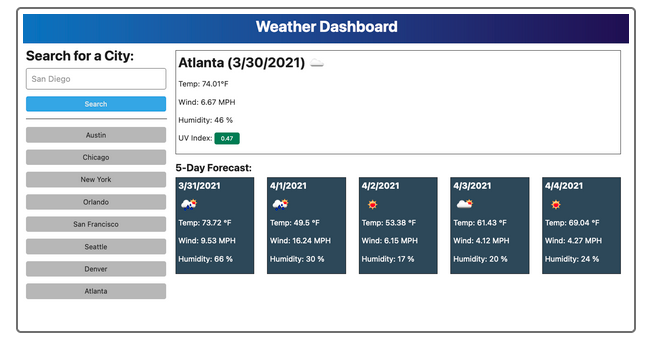 Weather Dashboard
Search for a City:
San Diego
Search
Austin
Chicago
New York
Orlando
San Francisco
Seattle
Denver
Atlanta
Atlanta (3/30/2021)
Temp: 74.01°F
Wind: 6.67 MPH
Humidity: 46 %
UV Index: 0.47
5-Day Forecast:
3/31/2021
Temp: 73.72 °F
Wind: 9.53 MPH
Humidity: 66 %
4/1/2021
Temp: 49.5 °F
Wind: 16.24 MPH
Humidity: 30 %
4/2/2021
Temp: 53.38 °F
Wind: 6.15 MPH
Humidity: 17 %
4/3/2021
Temp: 61.43 °F
Wind: 4.12 MPH
Humidity: 20 %
4/4/2021
Temp: 69.04 °F
Wind: 4.27 MPH
Humidity: 24 %